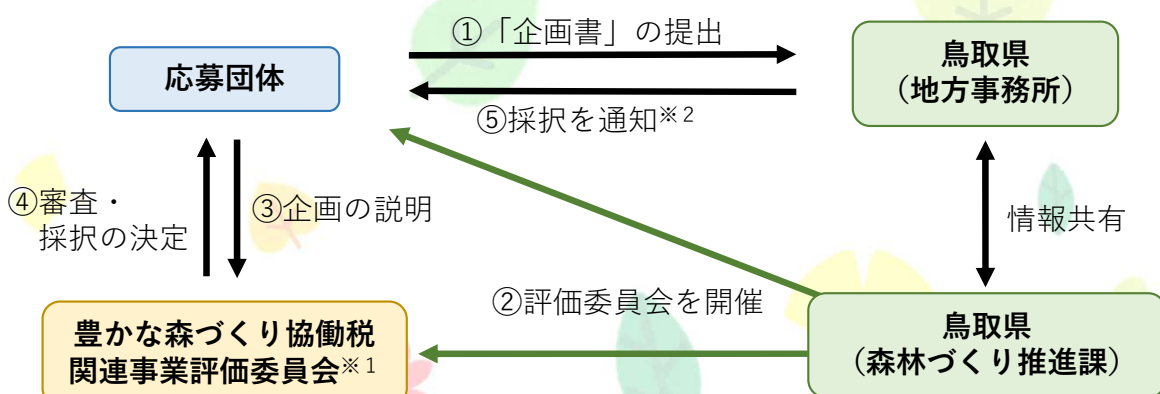 ①「企画書」の提出
応募団体
鳥取県
（地方事務所）
⑤採択を通知※2
④審査・
採択の決定
③企画の説明
情報共有
②評価委員会を開催
豊かな森づくり協働税
関連事業評価委員会※1
鳥取県
（森林づくり推進課）